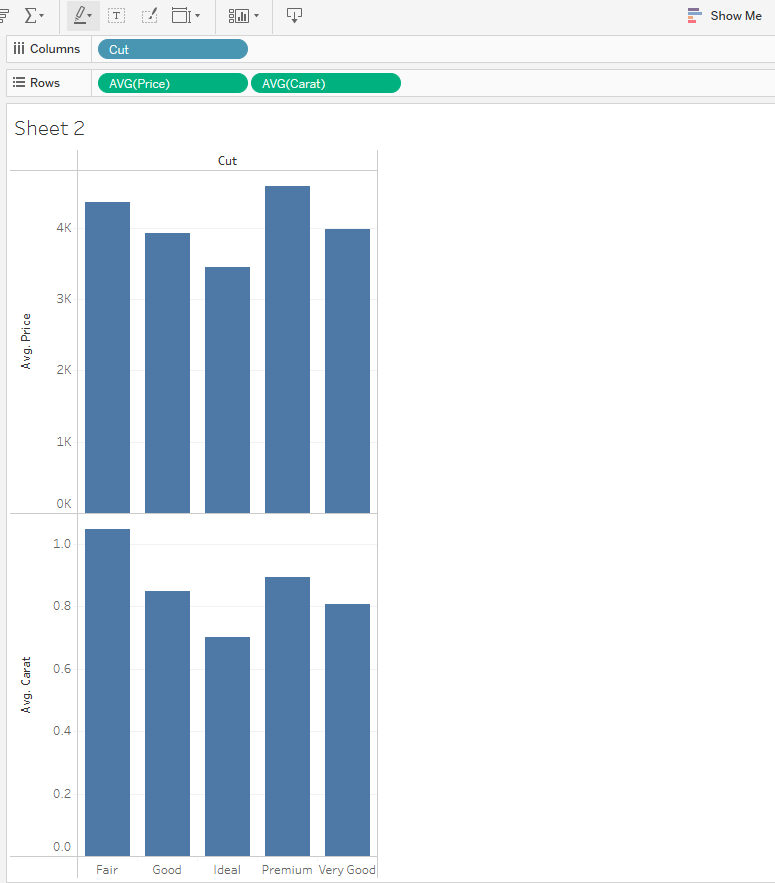 Show Me
Columns
Cut
Rows
AVG(Price)
AVG(Carat)
Sheet 2
Cut
Avg. Price
4K
3K
2K
1K
0K
Avg. Carat
1.0
0.8
0.6
0.4
0.2
0.0
Fair Good Ideal Premium Very Good